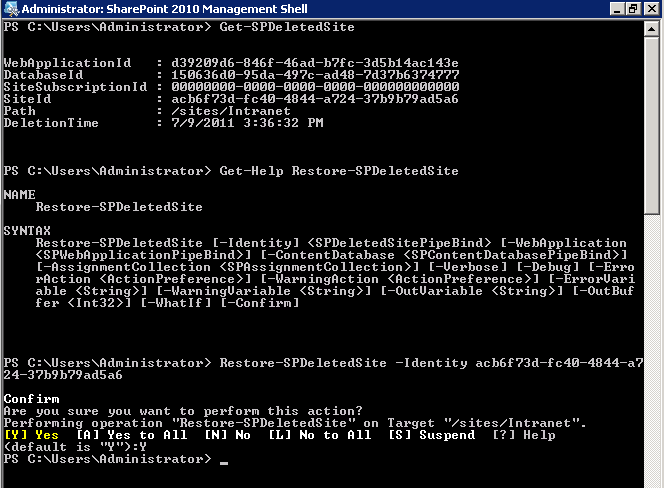 Administrator: SharePoint 2010 Management Shell
PS C:\Users\Administrator> Get-SPDeletedSite
WebApplicationId : d39209d6-846f-46ad-b7fc-3d5b14ac143e
DatabaseId : 150636d0-95da-497c-ad48-7d37b6374777
SiteSubscriptionId : 00000000-0000-0000-0000-000000000000
SiteId : acb6f73d-fc40-4844-a724-37b9b79ad5a6
Path : /sites/Intranet
DeletionTime : 7/9/2011 3:36:32 PM
PS C:\Users\Administrator> Get-Help Restore-SPDeletedSite
NAME
Restore-SPDeletedSite
SYNTAX
Restore-SPDeletedSite [-Identity] <SPDeletedSitePipeBind> [-WebApplication
<SPWebApplicationPipeBind>] [-ContentDatabase <SPContentDatabasePipeBind>]
[-AssignmentCollection <SPAssignmentCollection>] [-Verbose] [-Debug] [-Erro
rAction <ActionPreference>] [-WarningAction <ActionPreference>] [-ErrorVari
able <String>] [-WarningVariable <String>] [-OutVariable <String>] [-OutBuf
fer <Int32>] [-WhatIf] [-Confirm]
PS C:\Users\Administrator> Restore-SPDeletedSite -Identity acb6f73d-fc40-4844-a7
24-37b9b79ad5a6
Confirm
Are you sure you want to perform this action?
Performing operation "Restore-SPDeletedSite" on Target "/sites/Intranet".
[Y] Yes [A] Yes to All [N] No [L] No to All [S] Suspend [?] Help
(default is "Y"):Y
PS C:\Users\Administrator> _